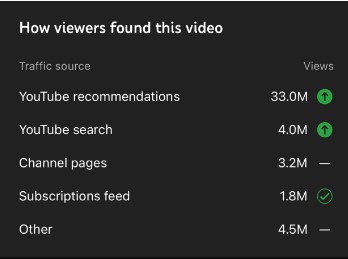 How viewers found this video
Traffic source Views
YouTube recommendations 33.0M
YouTube search 4.0M
Channel pages 3.2M —
Subscriptions feed 1.8M
Other 4.5M —